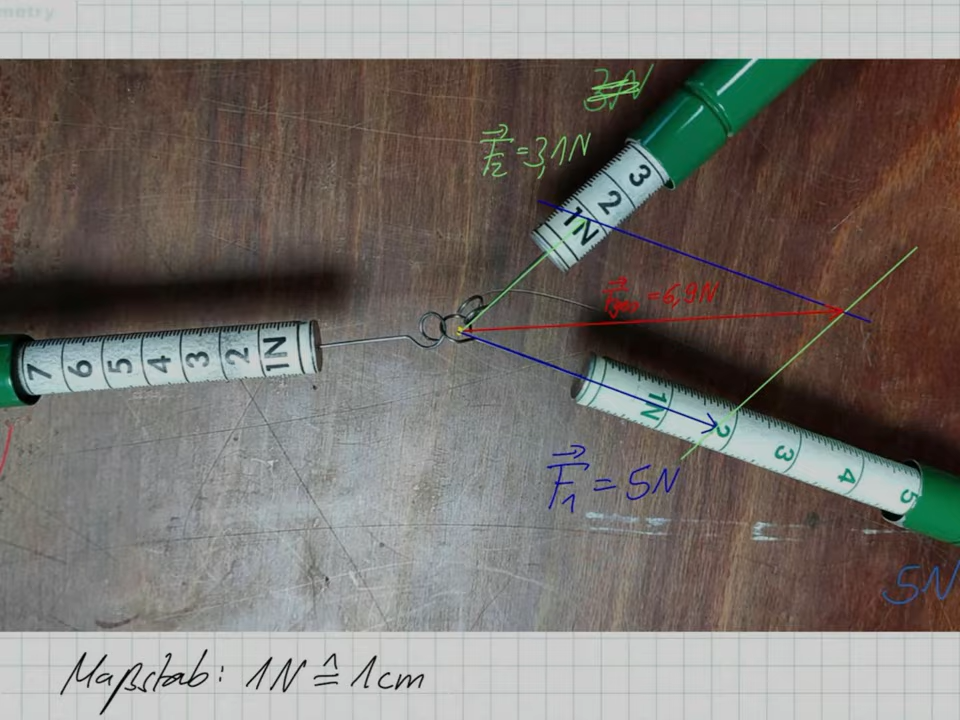 metry
3N
F₂ = 3,1N
3
2
1N
F = 6,9N
7 6 5 4 3 2 1N
1N 2 3 4 5
F₁ = 5N
5N
Maßstab: 1N ≙ 1cm